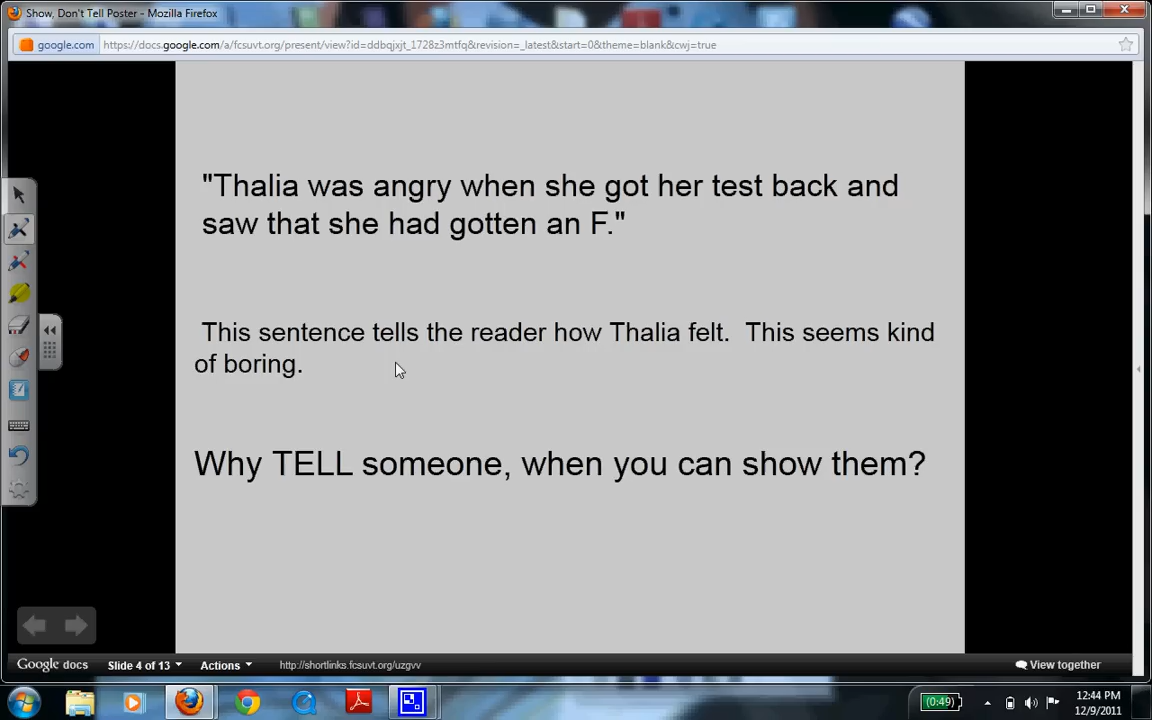 Show, Don't Tell Poster - Mozilla Firefox
google.com https://docs.google.com/a/fcsuvt.org/present/view?id=ddbqjxjt_1728z3mtfq&revision=_latest&start=0&theme=blank&cwj=true
"Thalia was angry when she got her test back and
saw that she had gotten an F."
This sentence tells the reader how Thalia felt.  This seems kind
of boring.
Why TELL someone, when you can show them?
Google docs Slide 4 of 13 Actions http://shortlinks.fcsuvt.org/uzgvv View together
(0:49) 12:44 PM
12/9/2011